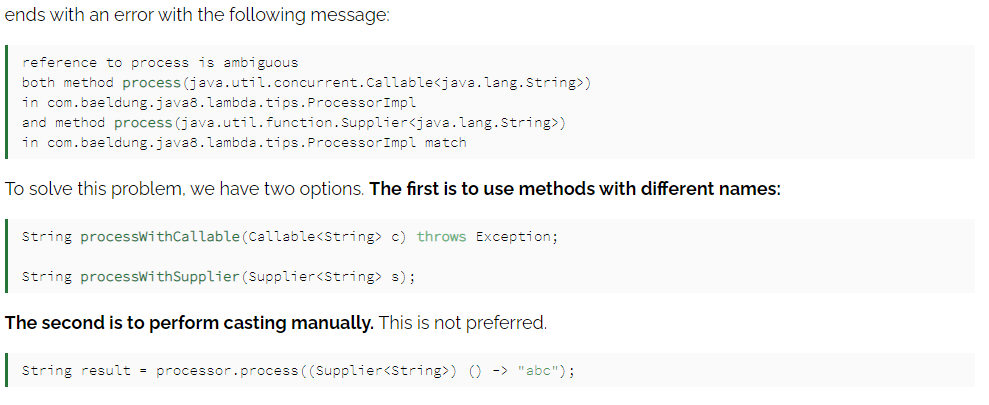 ends with an error with the following message:
reference to process is ambiguous
both method process(java.util.concurrent.Callable<java.lang.String>)
in com.baeldung.java8.lambda.tips.ProcessorImpl
and method process(java.util.function.Supplier<java.lang.String>)
in com.baeldung.java8.lambda.tips.ProcessorImpl match
To solve this problem, we have two options. The first is to use methods with different names:
String processWithCallable(Callable<String> c) throws Exception;
String processWithSupplier(Supplier<String> s);
The second is to perform casting manually. This is not preferred.
String result = processor.process((Supplier<String>) () -> "abc");